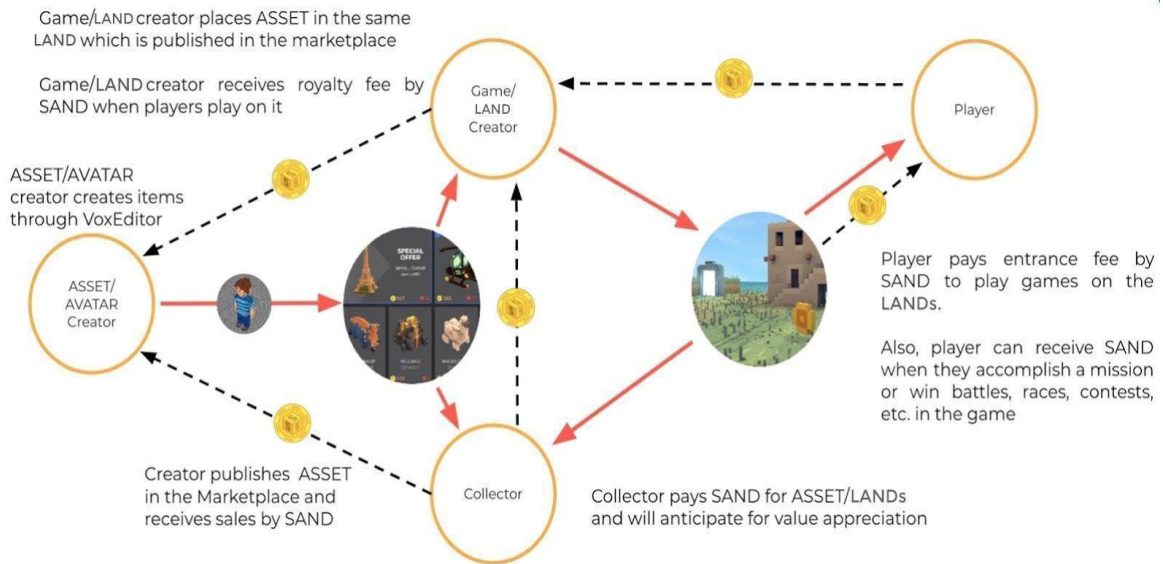 Game/LAND creator places ASSET in the same
LAND which is published in the marketplace
Game/LAND creator receives royalty fee by
SAND when players play on it
Game/
LAND
Creator
Player
ASSET/AVATAR
creator creates items
through VoxEditor
ASSET/
AVATAR
Creator
SPECIAL
OFFER
Player pays entrance fee by
SAND to play games on the
LANDs.
Also, player can receive SAND
when they accomplish a mission
or win battles, races, contests,
etc. in the game
Creator publishes ASSET
in the Marketplace and
receives sales by SAND
Collector
Collector pays SAND for ASSET/LANDs
and will anticipate for value appreciation